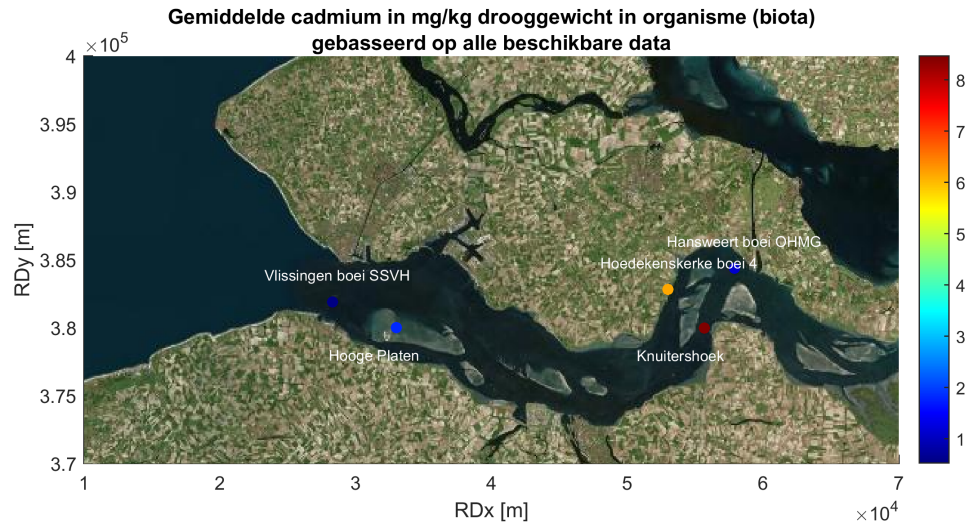 Gemiddelde cadmium in mg/kg drooggewicht in organisme (biota)
gebasseerd op alle beschikbare data
×10⁵
4
3.95
3.9
3.85
3.8
3.75
3.7
RDy [m]
Hansweert boei OHMG
Hoedekenskerke boei 4
Vlissingen boei SSVH
Hooge Platen
Knuitershoek
8
7
6
5
4
3
2
1
1 2 3 4 5 6 7
RDx [m]
×10⁴